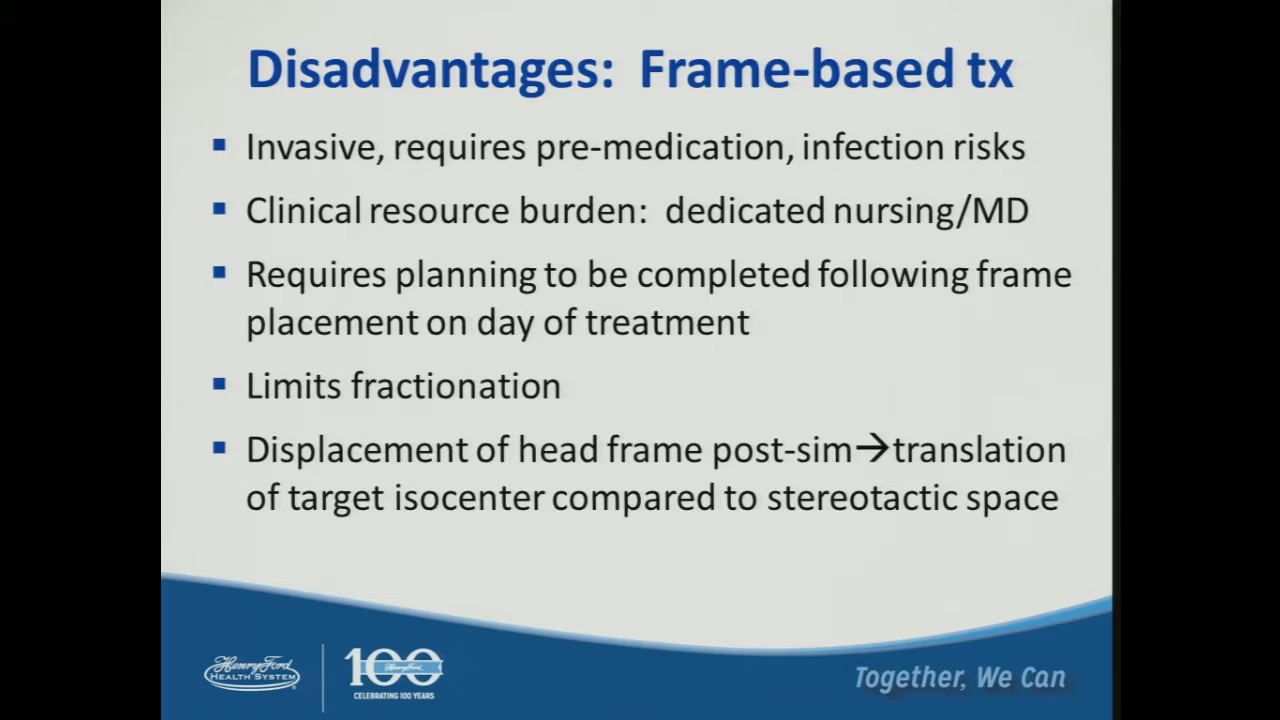 Disadvantages: Frame-based tx
▪ Invasive, requires pre-medication, infection risks
▪ Clinical resource burden: dedicated nursing/MD
▪ Requires planning to be completed following frame
placement on day of treatment
▪ Limits fractionation
▪ Displacement of head frame post-sim→translation
of target isocenter compared to stereotactic space
Henry Ford
HEALTH SYSTEM
100
Henry Ford
CELEBRATING 100 YEARS
Together, We Can